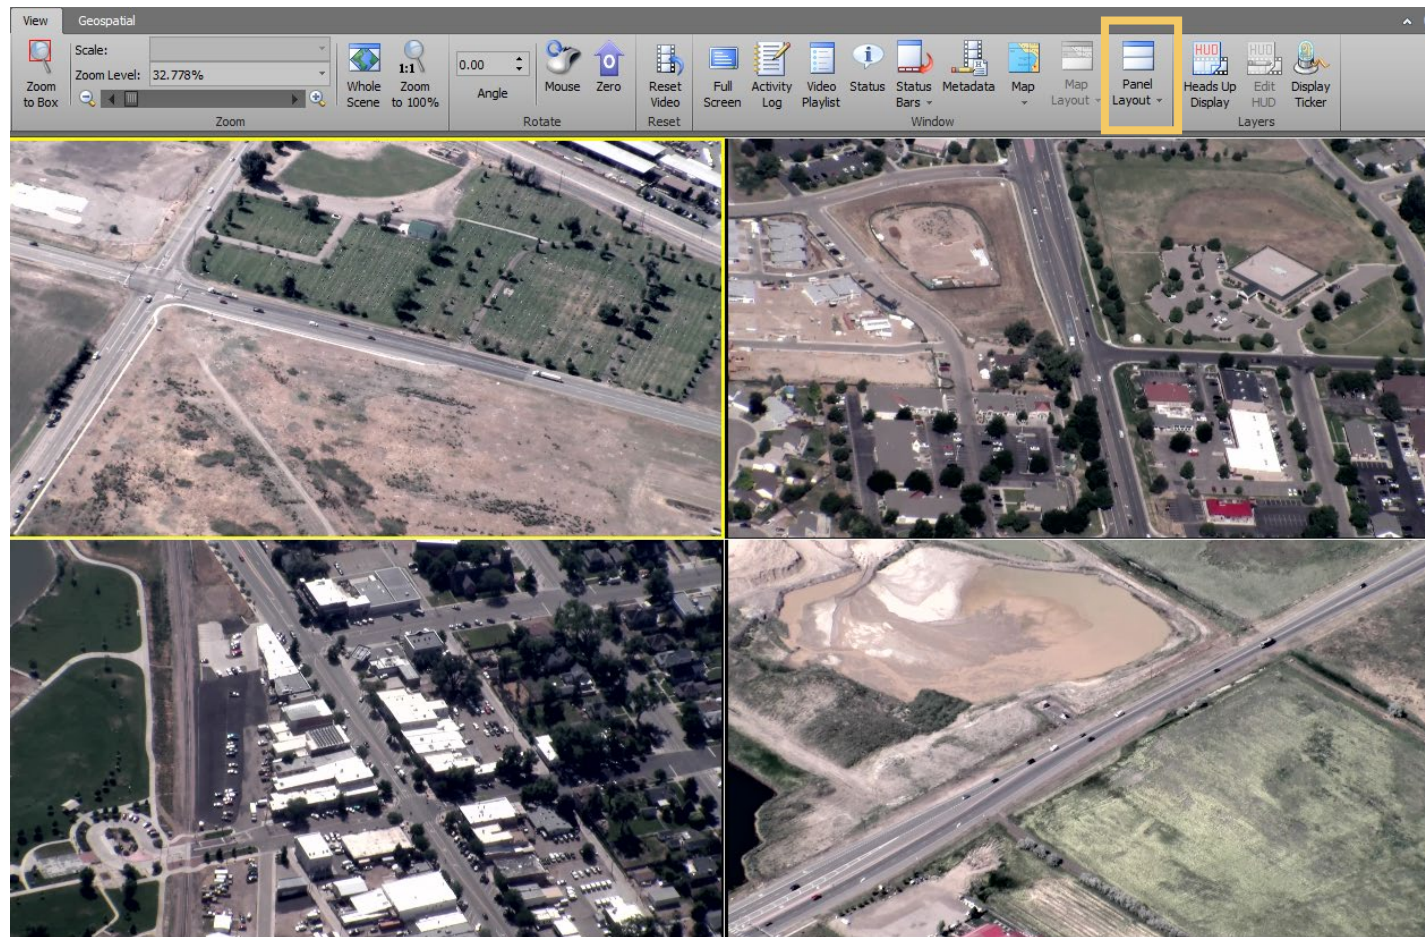 View Geospatial
Scale:
Zoom Level: 32.778%
Zoom
to Box
Whole
Scene
1:1
Zoom
to 100%
Zoom
0.00
Angle
Mouse
Zero
Rotate
Reset
Video
Reset
Full
Screen
Activity
Log
Video
Playlist
Status
Status
Bars
Metadata
Map
Map
Layout
Panel
Layout
Window
HUD
Heads Up
Display
HUD
Edit
HUD
Display
Ticker
Layers